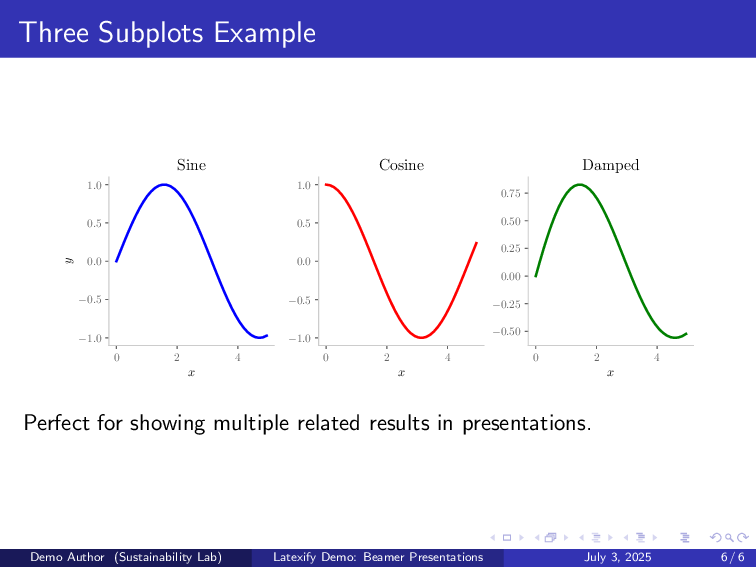 Three Subplots Example
Sine
Cosine
Damped
1.0
0.5
0.0
−0.5
−1.0
y
0
2
4
x
1.0
0.5
0.0
−0.5
−1.0
0
2
4
x
0.75
0.50
0.25
0.00
−0.25
−0.50
0
2
4
x
Perfect for showing multiple related results in presentations.
Demo Author (Sustainability Lab)
Latexify Demo: Beamer Presentations
July 3, 2025
6 / 6